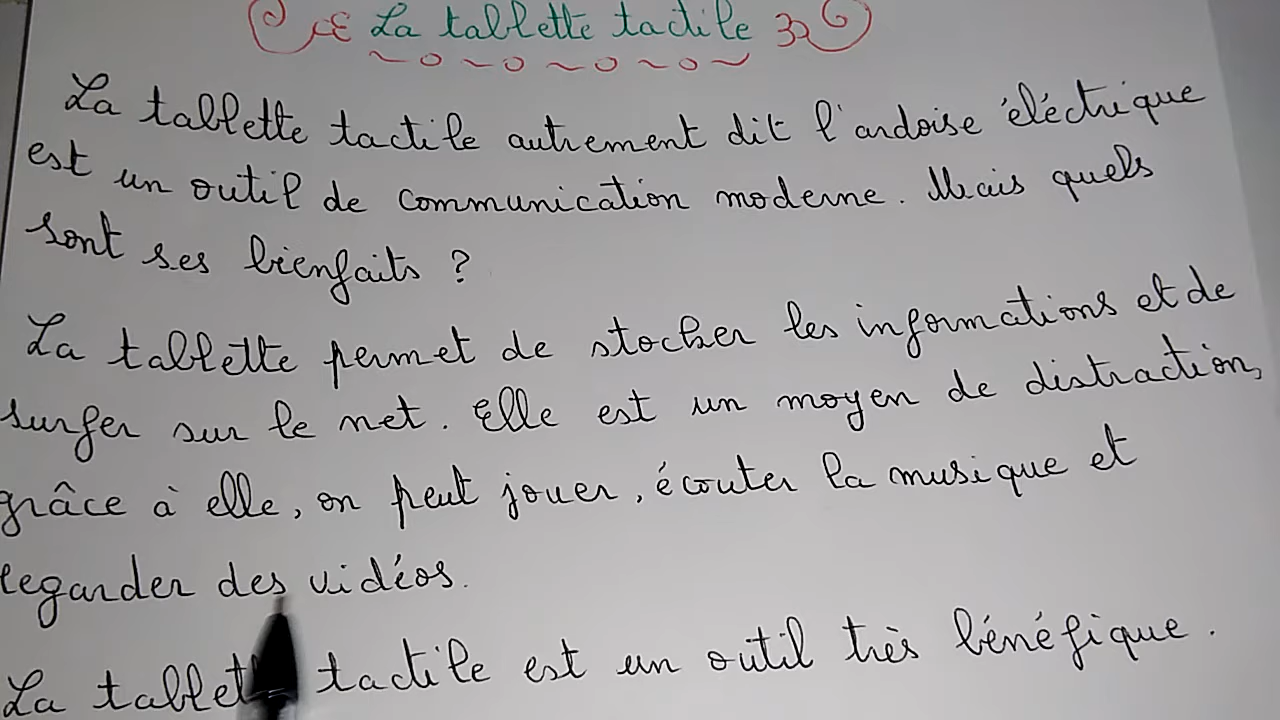 La tablette tactile
La tablette tactile autrement dit l'ardoise éléctrique
est un outil de communication moderne. Mais quels
sont ses bienfaits ?
La tablette permet de stocker les informations et de
surfer sur le net. Elle est un moyen de distraction,
grâce à elle, on peut jouer, écouter la musique et
regarder des vidéos.
La tablette tactile est un outil très bénéfique.